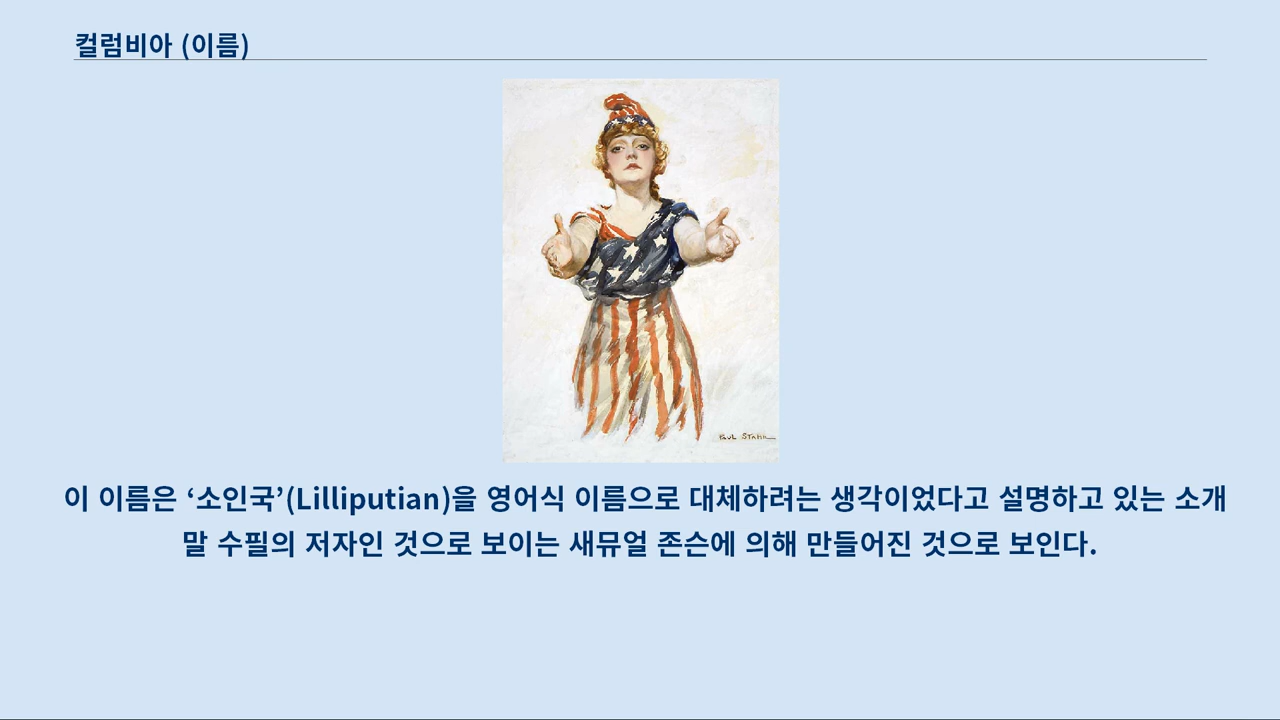 컬럼비아 (이름)
PAUL STAHR
이 이름은 ‘소인국’(Lilliputian)을 영어식 이름으로 대체하려는 생각이었다고 설명하고 있는 소개
말 수필의 저자인 것으로 보이는 새뮤얼 존슨에 의해 만들어진 것으로 보인다.